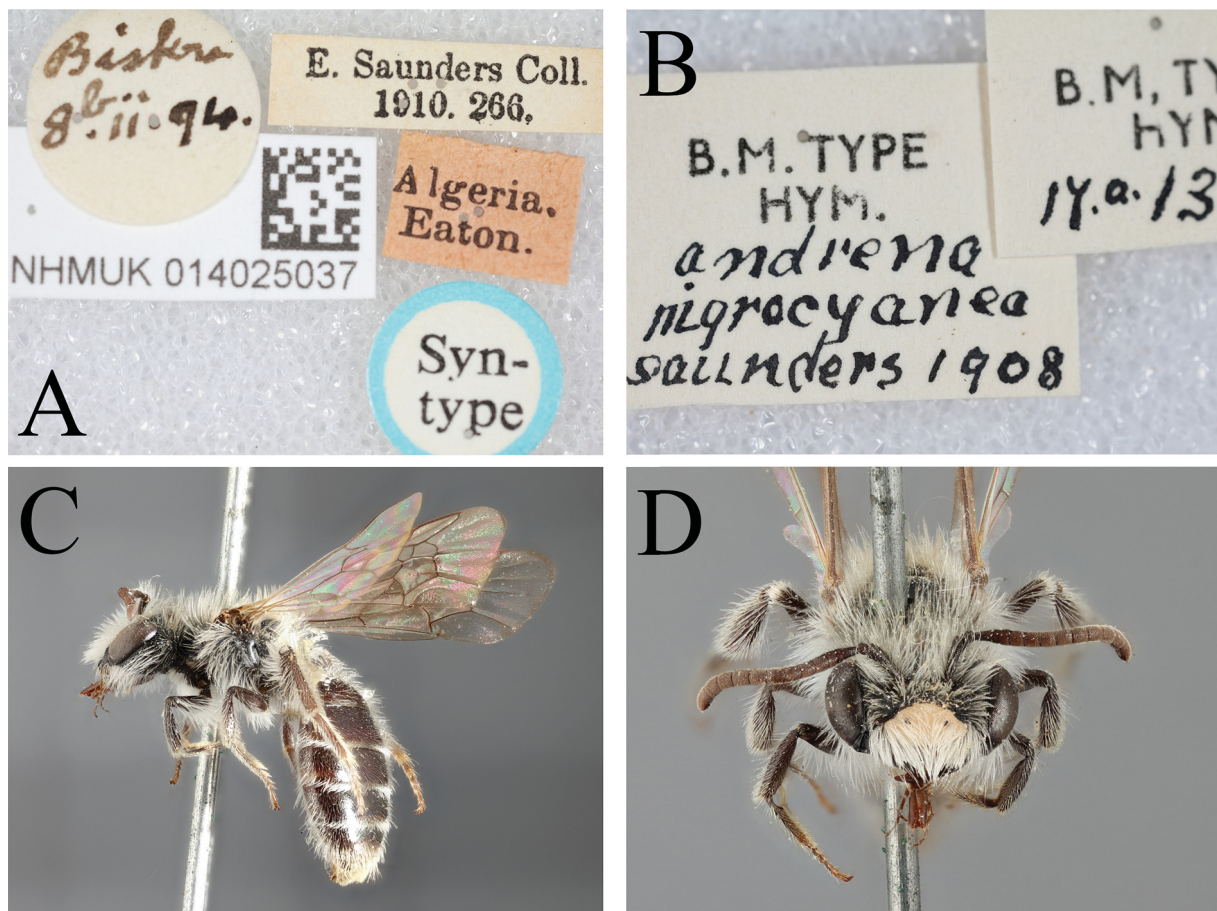 A
Biskra
8b.ii.94.
E. Saunders Coll.
1910. 266.
Algeria.
Eaton.
NHMUK 014025037
Syn-
type
B
B.M. TYPE
HYM.
andrena
nigrocyanea
saunders 1908
B.M, TY
HYM
17.a.13
C
D